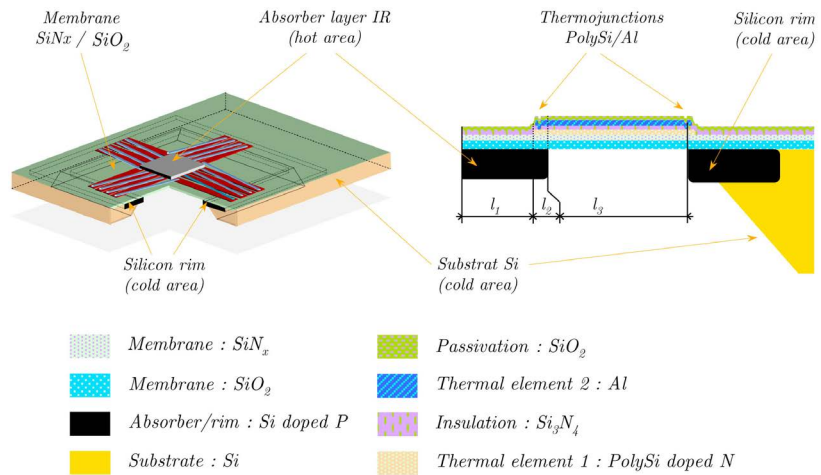 Membrane
SiNx / SiO2
Absorber layer IR
(hot area)
Thermojunctions
PolySi/Al
Silicon rim
(cold area)
l1
l2
l3
Silicon rim
(cold area)
Substrat Si
(cold area)
Membrane : SiNx
Membrane : SiO2
Absorber/rim : Si doped P
Substrate : Si
Passivation : SiO2
Thermal element 2 : Al
Insulation : Si3N4
Thermal element 1 : PolySi doped N